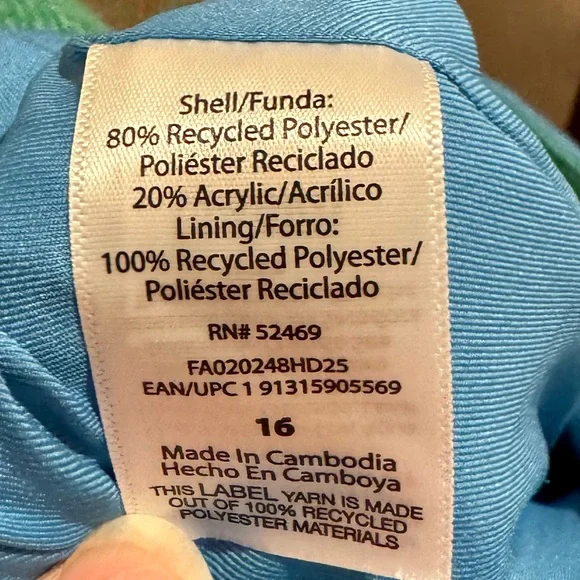 Shell/Funda:
80% Recycled Polyester/
Poliéster Reciclado
20% Acrylic/Acrílico
Lining/Forro:
100% Recycled Polyester/
Poliéster Reciclado
RN# 52469
FA020248HD25
EAN/UPC 1 91315905569
16
Made In Cambodia
Hecho En Camboya
THIS LABEL YARN IS MADE
OUT OF 100% RECYCLED
POLYESTER MATERIALS